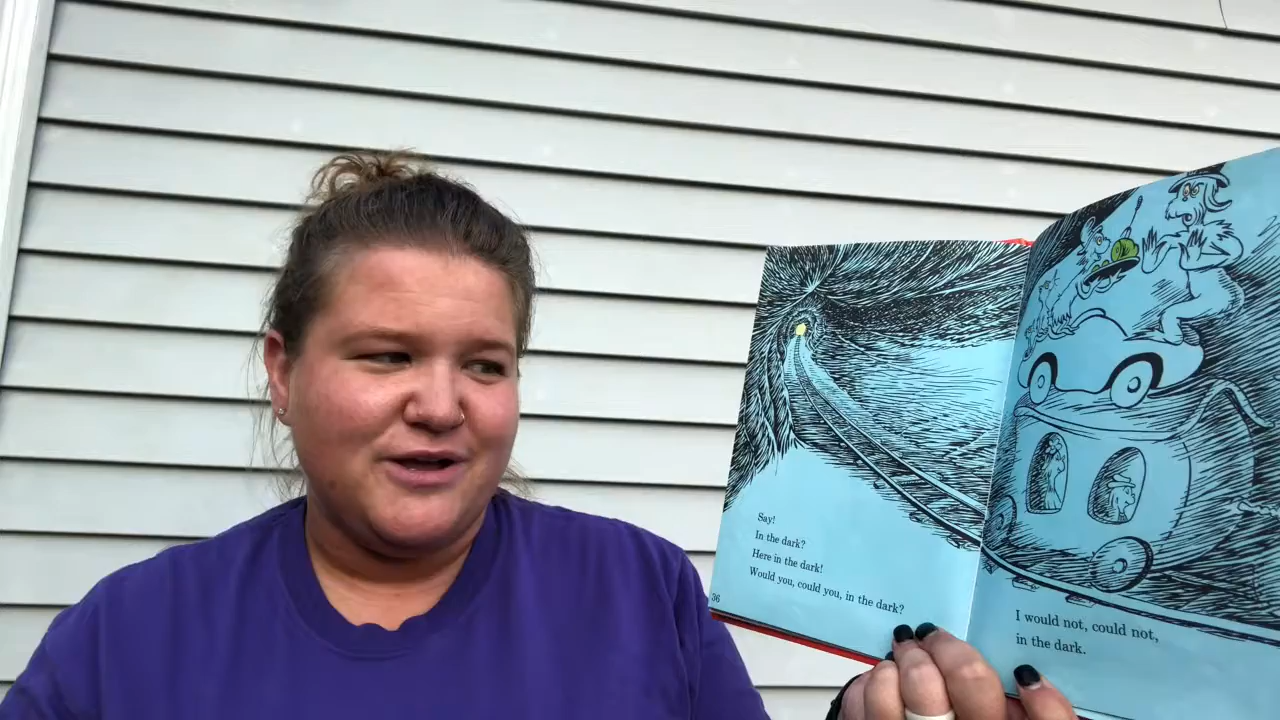 Say!
In the dark?
Here in the dark!
Would you, could you, in the dark?
36
I would not, could not,
in the dark.